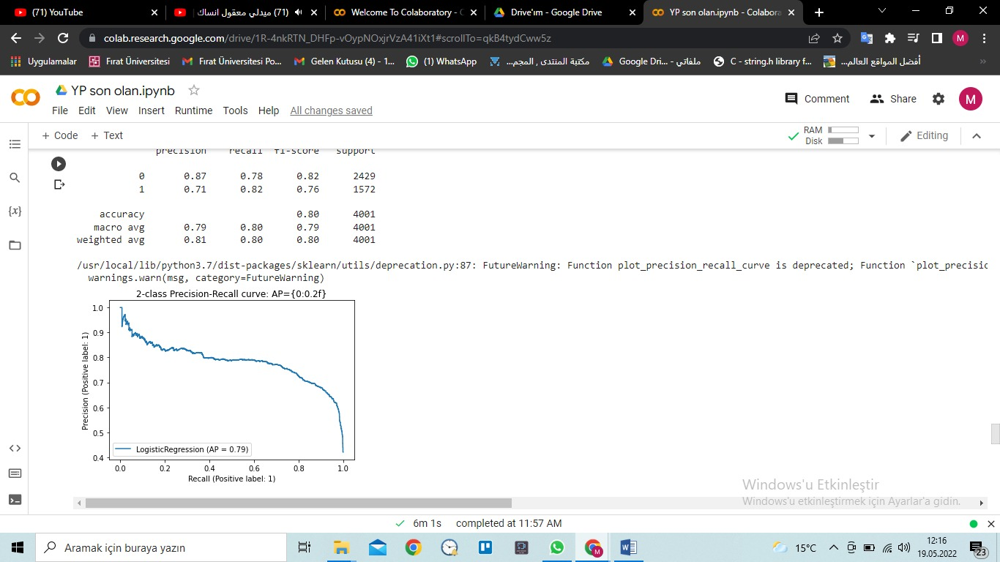 (71) YouTube
(71) ميدلي معقول انساك
Welcome To Colaboratory - C
Drive'ım - Google Drive
YP son olan.ipynb - Colabora
colab.research.google.com/drive/1R-4nkRTN_DHFp-vOypNOxjrVzA41iXt1#scrollTo=qkB4tydCww5z
M
Uygulamalar
Fırat Üniversitesi
Fırat Üniversitesi Po...
Gelen Kutusu (4) - 1...
(1) WhatsApp
مكتبة المنتدى , المجم...
ملفاتي - Google Dri...
C - string.h library f...
أفضل المواقع العالم...
YP son olan.ipynb
Comment
Share
M
File Edit View Insert Runtime Tools Help All changes saved
+ Code + Text
RAM
Disk
Editing
precision recall f1-score support
0 0.87 0.78 0.82 2429
1 0.71 0.82 0.76 1572
accuracy 0.80 4001
macro avg 0.79 0.80 0.79 4001
weighted avg 0.81 0.80 0.80 4001
/usr/local/lib/python3.7/dist-packages/sklearn/utils/deprecation.py:87: FutureWarning: Function plot_precision_recall_curve is deprecated; Function `plot_precisic
warnings.warn(msg, category=FutureWarning)
2-class Precision-Recall curve: AP={0:0.2f}
1.0
0.9
0.8
0.7
0.6
0.5
0.4
Precision (Positive label: 1)
LogisticRegression (AP = 0.79)
0.0 0.2 0.4 0.6 0.8 1.0
Recall (Positive label: 1)
{x}
Windows'u Etkinleştir
Windows'u etkinleştirmek için Ayarlar'a gidin.
6m 1s completed at 11:57 AM
Aramak için buraya yazın
M
W
15°C
12:16
19.05.2022
23